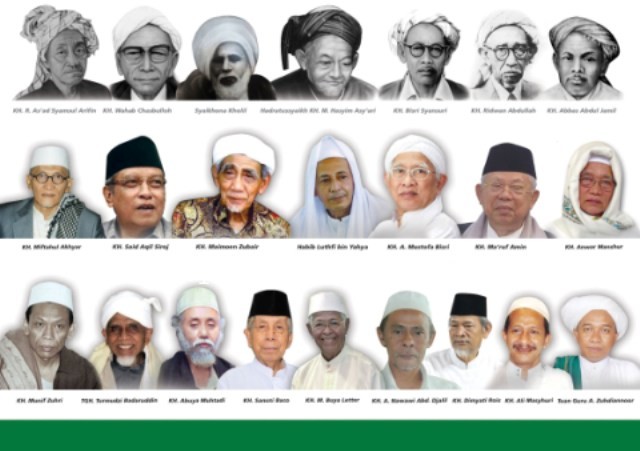 KH. R. As'ad Syamsul Arifin KH. Wahab Chasbullah Syaikhona Kholil Hadratussyaikh KH. M. Hasyim Asy'ari KH. Bisri Syansuri KH. Ridwan Abdullah KH. Abbas Abdul Jamil
KH. Miftahul Akhyar KH. Said Aqil Siroj KH. Maimoen Zubair Habib Luthfi bin Yahya KH. A. Mustofa Bisri KH. Ma'ruf Amin KH. Anwar Manshur
KH. Munif Zuhri TGH. Turmudzi Badaruddin KH. Abuya Muhtadi KH. Sanusi Baco KH. M. Boya Letter KH. A. Nawawi Abd. Djalil KH. Dimyati Rois KH. Ali Masyhuri Tuan Guru A. Zuhdiannoor